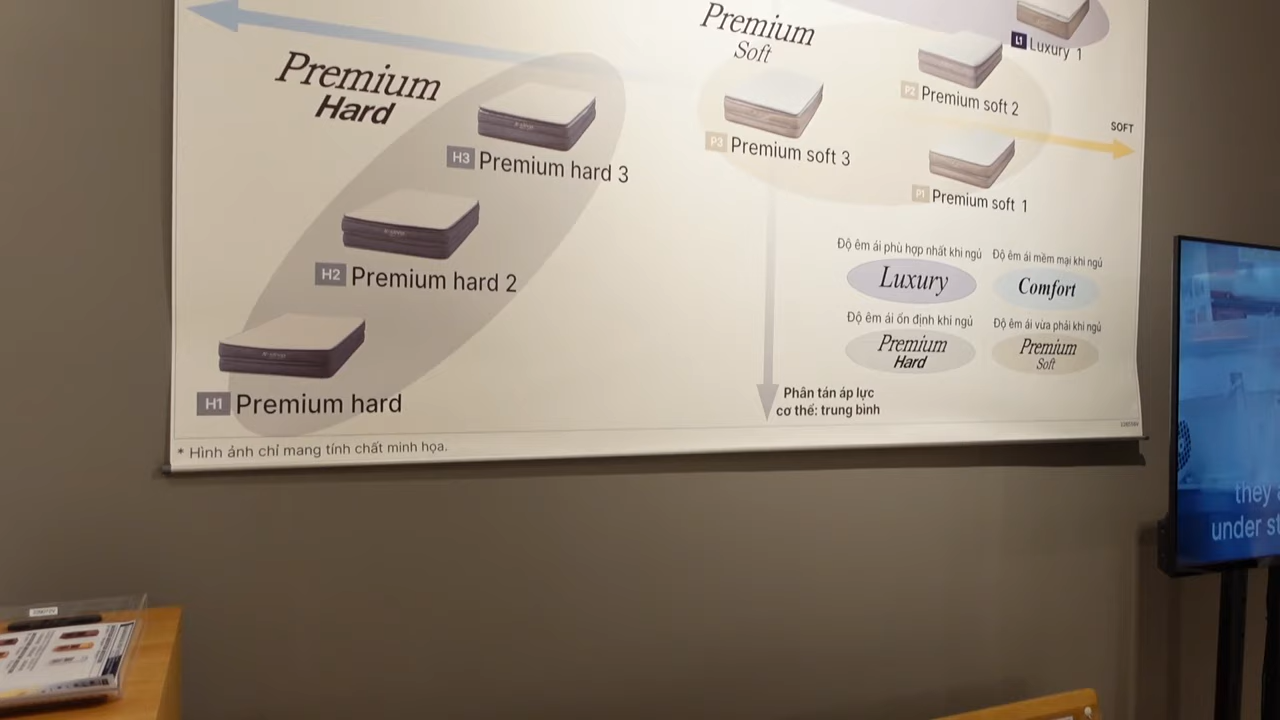 Premium
Soft
L1 Luxury 1
Premium
Hard
P2 Premium soft 2
SOFT
H3 Premium hard 3
P3 Premium soft 3
P1 Premium soft 1
H2 Premium hard 2
Độ êm ái phù hợp nhất khi ngủ
Luxury
Độ êm ái mềm mại khi ngủ
Comfort
Độ êm ái ổn định khi ngủ
Premium
Hard
Độ êm ái vừa phải khi ngủ
Premium
Soft
H1 Premium hard
Phân tán áp lực
cơ thể: trung bình
* Hình ảnh chỉ mang tính chất minh họa.
they
under